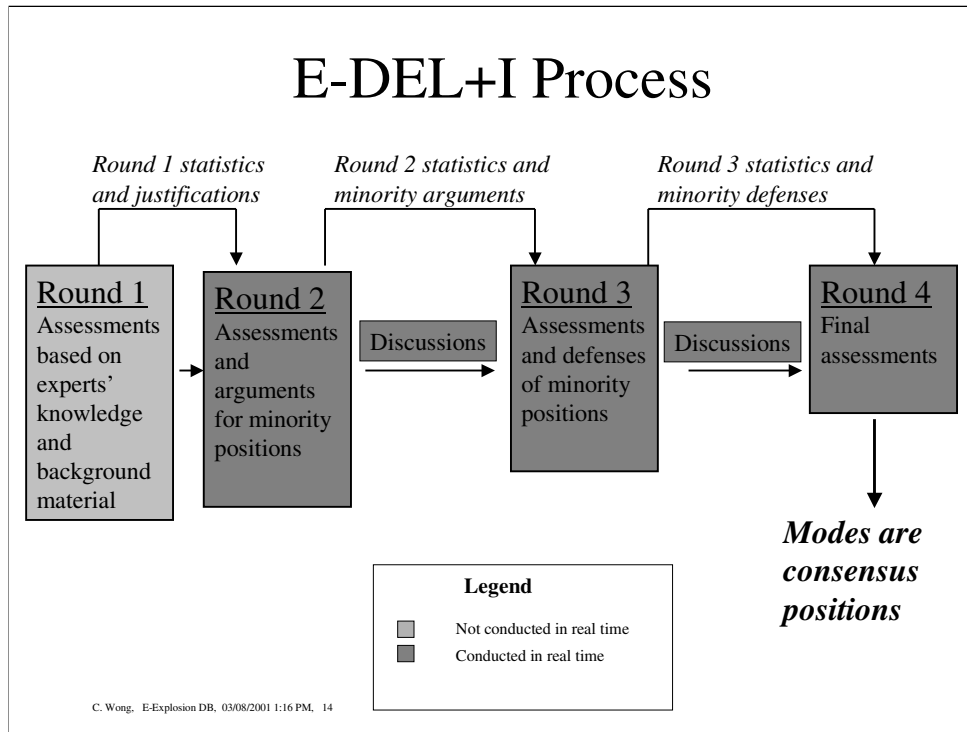 E-DEL+I Process
Round 1 statistics
and justifications
Round 2 statistics and
minority arguments
Round 3 statistics and
minority defenses
Round 1
Assessments
based on
experts’
knowledge
and
background
material
Round 2
Assessments
and
arguments
for minority
positions
Discussions
Round 3
Assessments
and defenses
of minority
positions
Discussions
Round 4
Final
assessments
Modes are
consensus
positions
Legend
Not conducted in real time
Conducted in real time
C. Wong, E-Explosion DB, 03/08/2001 1:16 PM, 14